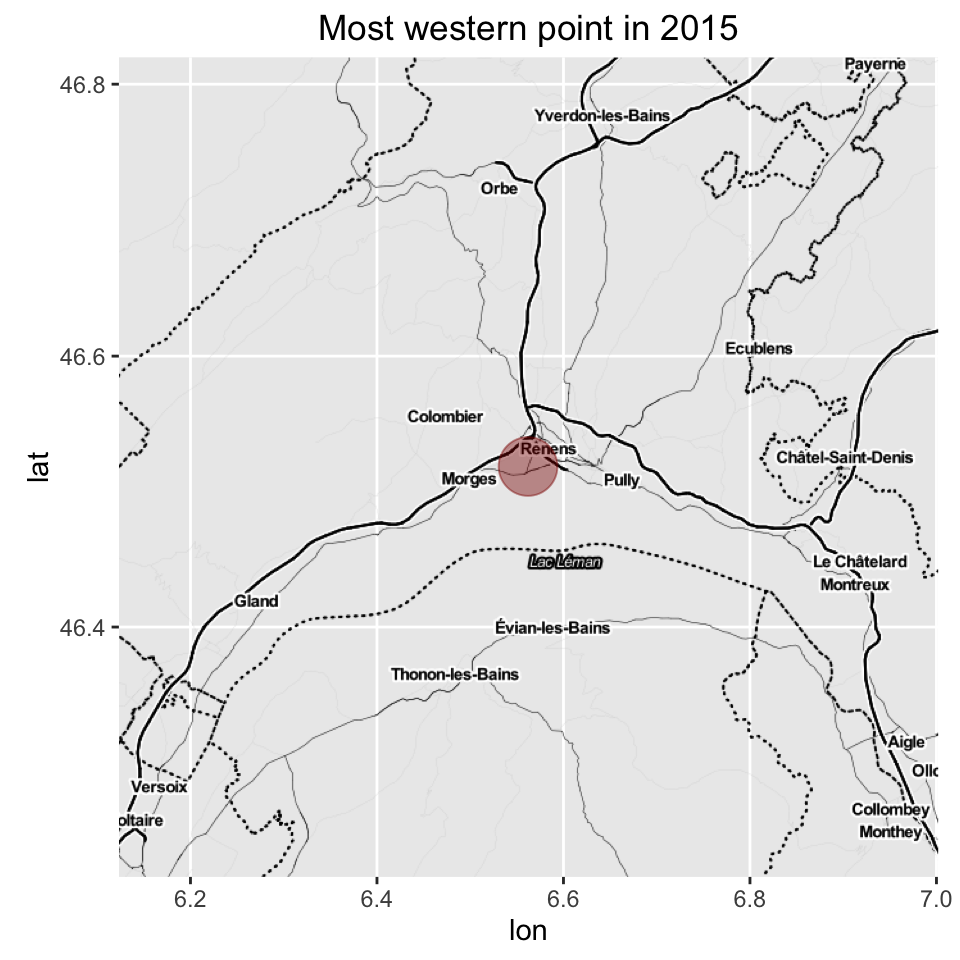 Most western point in 2015
Payerne
46.8
Yverdon-les-Bains
Orbe
46.6
Ecublens
Colombier
Renens
Châtel-Saint-Denis
Morges
Pully
lat
Lac Léman
Le Châtelard
Montreux
Gland
46.4
Évian-les-Bains
Thonon-les-Bains
Aigle
Ollo
Versoix
oltaire
Collombey
Monthey
6.2 6.4 6.6 6.8 7.0
lon